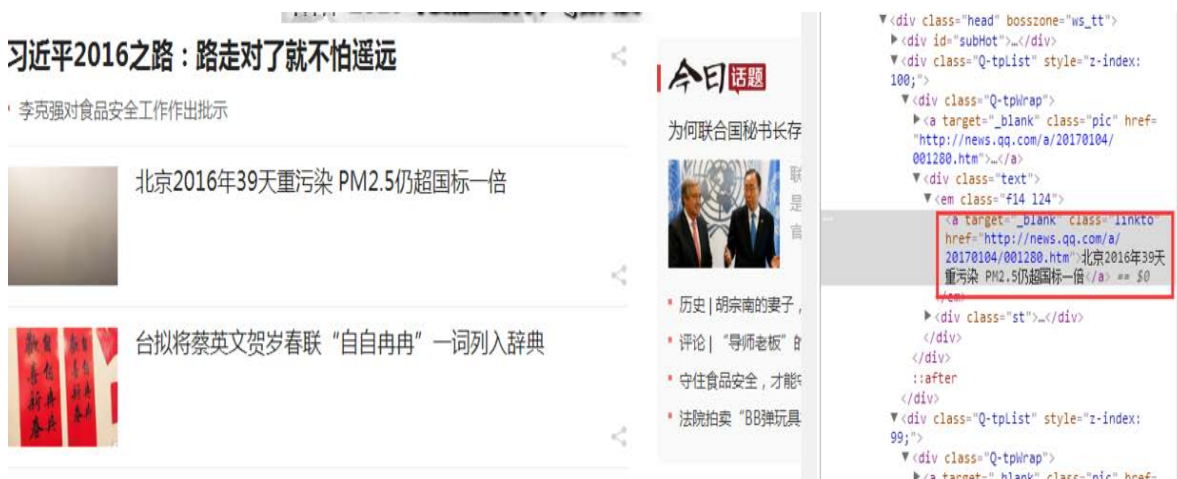 习近平2016之路：路走对了就不怕遥远
李克强对食品安全工作作出批示
北京2016年39天重污染 PM2.5仍超国标一倍
台拟将蔡英文贺岁春联“自自冉冉”一词列入辞典
今日话题
为何联合国秘书长存
联
是
官
历史 | 胡宗南的妻子，
评论 | “导师老板”的
守住食品安全，才能守
法院拍卖“BB弹玩具
▼<div class="head" bosszone="ws_tt">
▶<div id="subHot">…</div>
▼<div class="Q-tpList" style="z-index:
100;">
▼<div class="Q-tpWrap">
▶<a target="_blank" class="pic" href=
"http://news.qq.com/a/20170104/
001280.htm">…</a>
▼<div class="text">
▼<em class="f14 l24">
<a target="_blank" class="linkto"
href="http://news.qq.com/a/
20170104/001280.htm">北京2016年39天
重污染 PM2.5仍超国标一倍</a> == $0
</em>
▶<div class="st">…</div>
</div>
</div>
::after
</div>
▼<div class="Q-tpList" style="z-index:
99;">
▼<div class="Q-tpWrap">
▶<a target="_blank" class="pic" href=